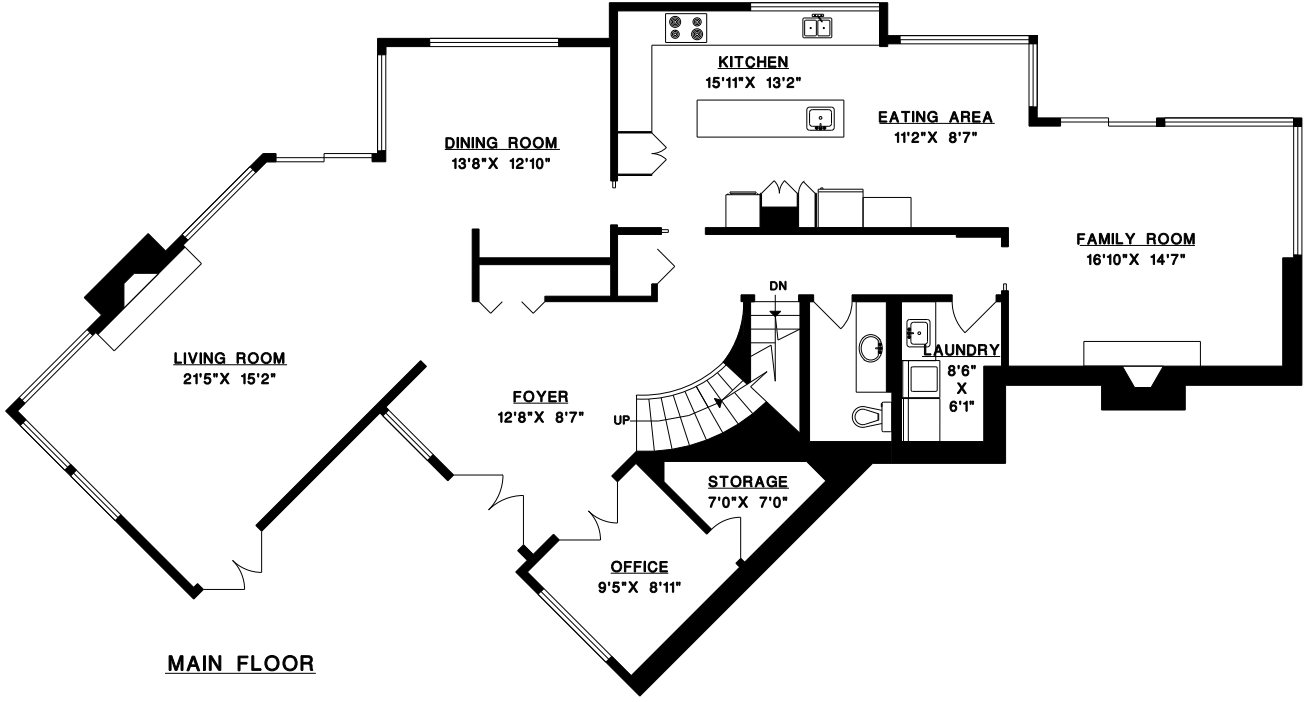 KITCHEN
15'11"X 13'2"
EATING AREA
11'2"X 8'7"
DINING ROOM
13'8"X 12'10"
FAMILY ROOM
16'10"X 14'7"
DN
LIVING ROOM
21'5"X 15'2"
LAUNDRY
8'6"
X
6'1"
FOYER
12'8"X 8'7"
UP
STORAGE
7'0"X 7'0"
OFFICE
9'5"X 8'11"
MAIN FLOOR